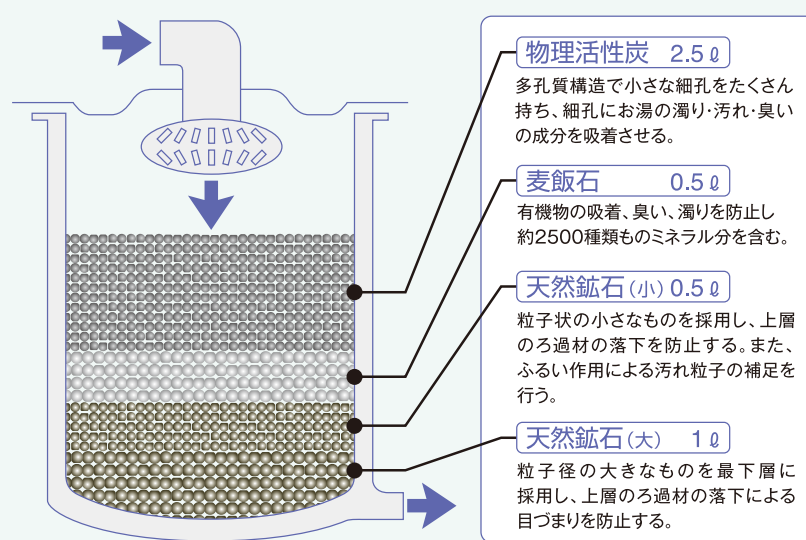 物理活性炭 2.5ℓ
多孔質構造で小さな細孔をたくさん
持ち、細孔にお湯の濁り・汚れ・臭い
の成分を吸着させる。
麦飯石 0.5ℓ
有機物の吸着、臭い、濁りを防止し
約2500種類ものミネラル分を含む。
天然鉱石(小) 0.5ℓ
粒子状の小さなものを採用し、上層
のろ過材の落下を防止する。また、
ふるい作用による汚れ粒子の補足を
行う。
天然鉱石(大) 1ℓ
粒子径の大きなものを最下層に
採用し、上層のろ過材の落下による
目づまりを防止する。